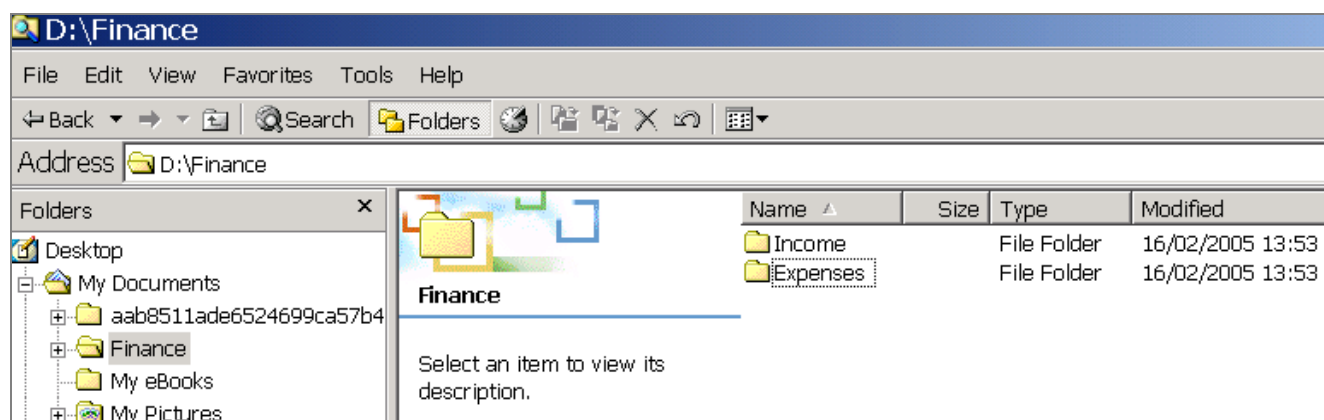 D:\Finance
File Edit View Favorites Tools Help
Back Search Folders
Address D:\Finance
Folders ×
Desktop
My Documents
aab8511ade6524699ca57b4
Finance
My eBooks
My Pictures
Finance
Select an item to view its
description.
Name Size Type Modified
Income File Folder 16/02/2005 13:53
Expenses File Folder 16/02/2005 13:53